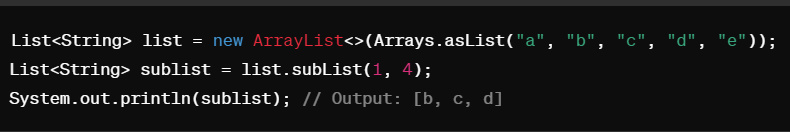 List<String> list = new ArrayList<>(Arrays.asList("a", "b", "c", "d", "e"));
List<String> sublist = list.subList(1, 4);
System.out.println(sublist); // Output: [b, c, d]